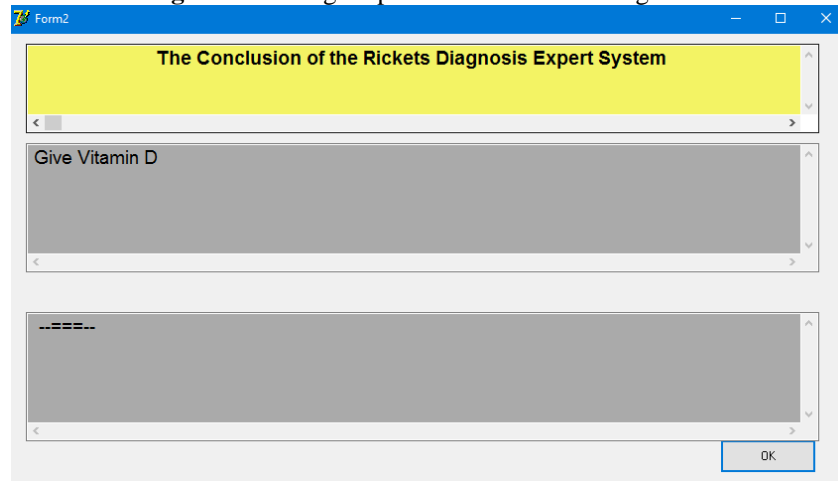 Form2
The Conclusion of the Rickets Diagnosis Expert System
Give Vitamin D
--===--
OK